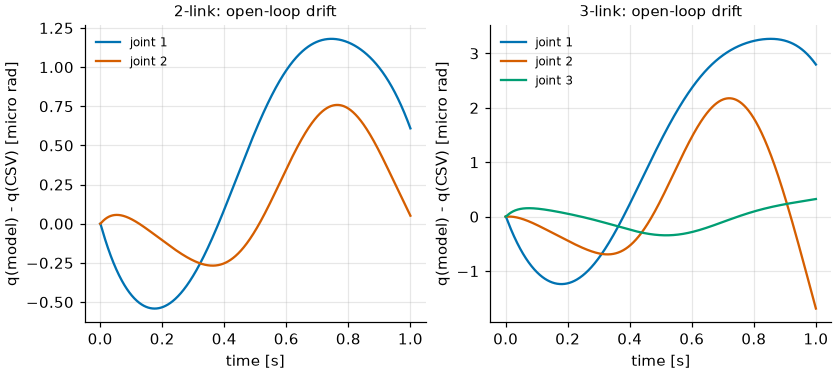 2-link: open-loop drift
q(model) - q(CSV) [micro rad]
1.25
1.00
0.75
0.50
0.25
0.00
−0.25
−0.50
joint 1
joint 2
0.0 0.2 0.4 0.6 0.8 1.0
time [s]
3-link: open-loop drift
q(model) - q(CSV) [micro rad]
3
2
1
0
−1
joint 1
joint 2
joint 3
0.0 0.2 0.4 0.6 0.8 1.0
time [s]